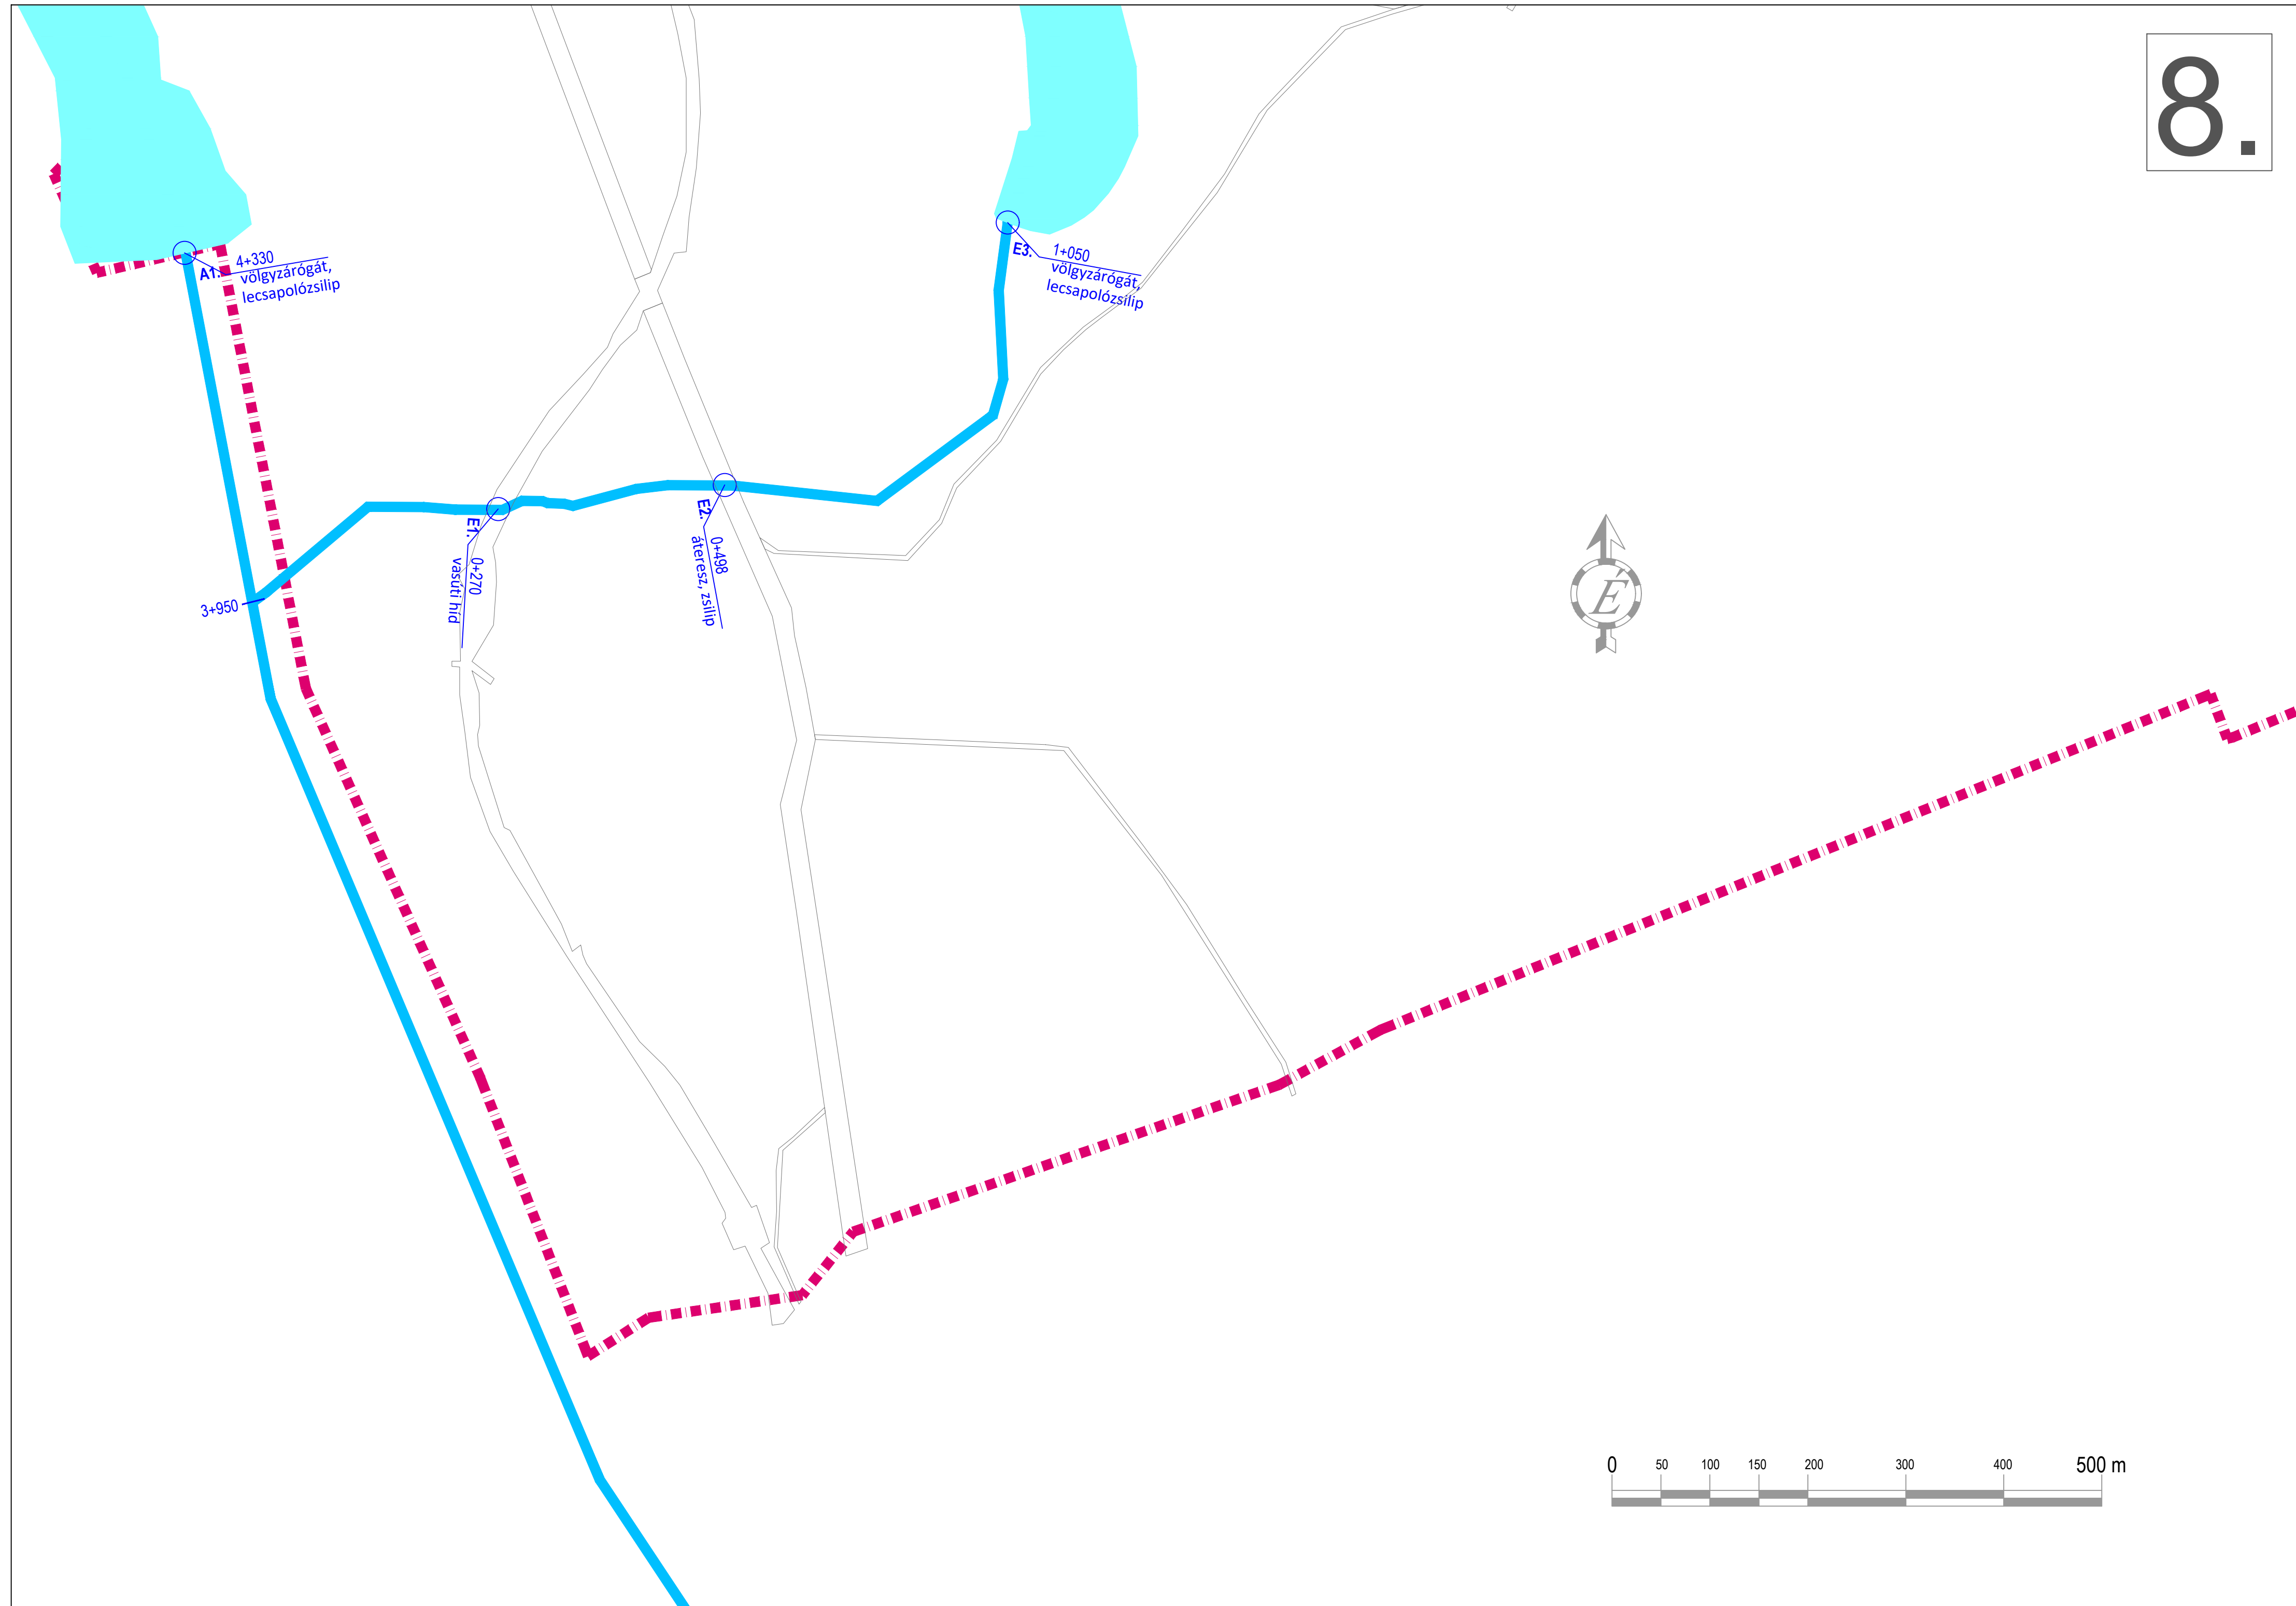 8.
A1.
4+330
völgyzárógát,
lecsapolózsilip
E3.
1+050
völgyzárógát,
lecsapolózsilip
E1.
0+270
vasúti híd
E2.
0+498
áteresz, zsilip
3+950
É
0 50 100 150 200 300 400 500 m